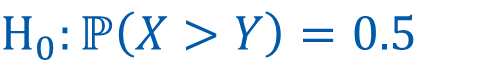 H₀: ℙ(X > Y) = 0.5